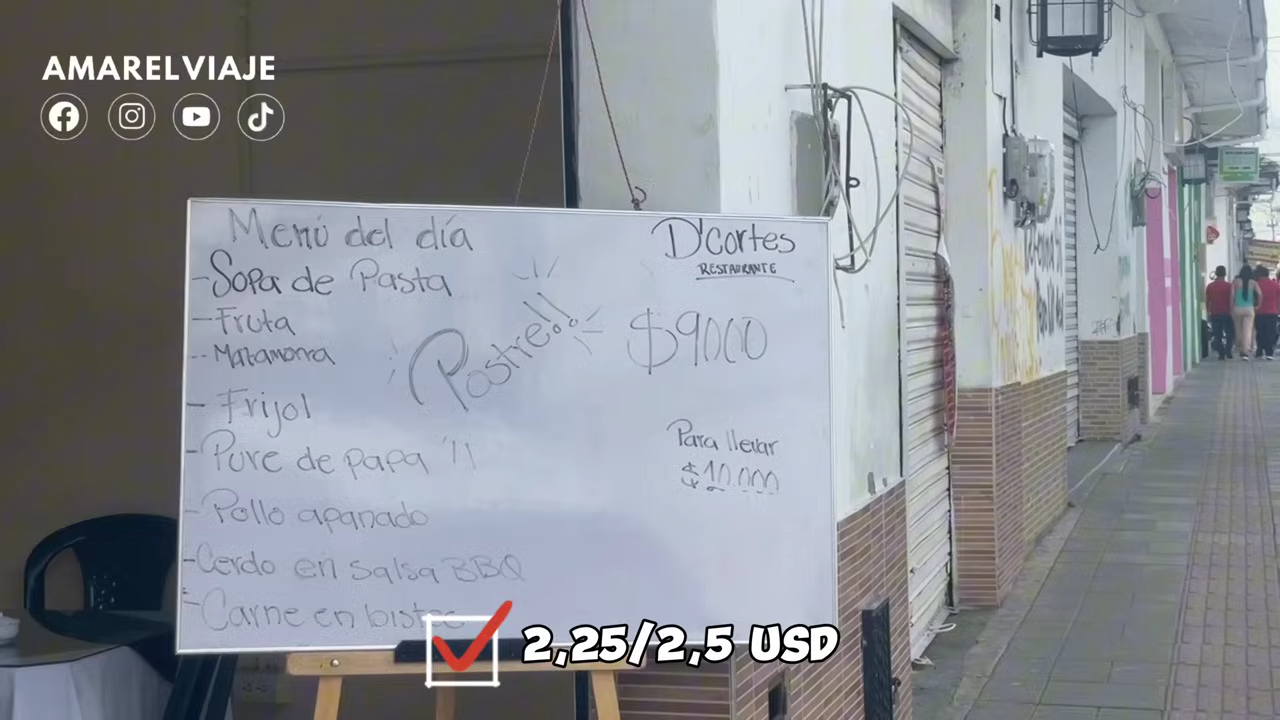 AMARELVIAJE
Menú del día
D'cortes
RESTAURANTE
- Sopa de Pasta
- Fruta
- Mazamorra
Postre!!
$9000
- Frijol
- Pure de papa
- Pollo apanado
- Cerdo en salsa BBQ
- Carne en bistec
Para llevar
$10.000
2,25/2,5 USD